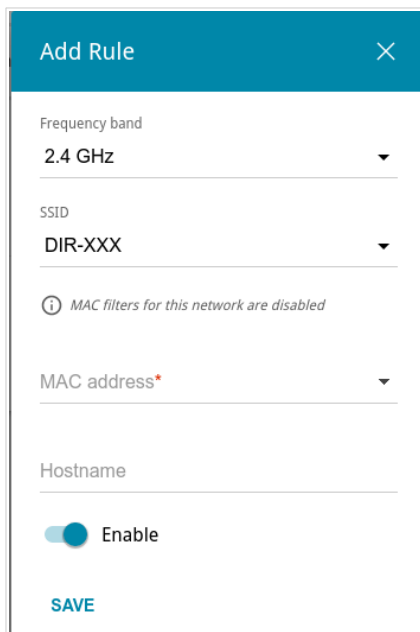 Add Rule
Frequency band
2.4 GHz
SSID
DIR-XXX
MAC filters for this network are disabled
MAC address*
Hostname
Enable
SAVE